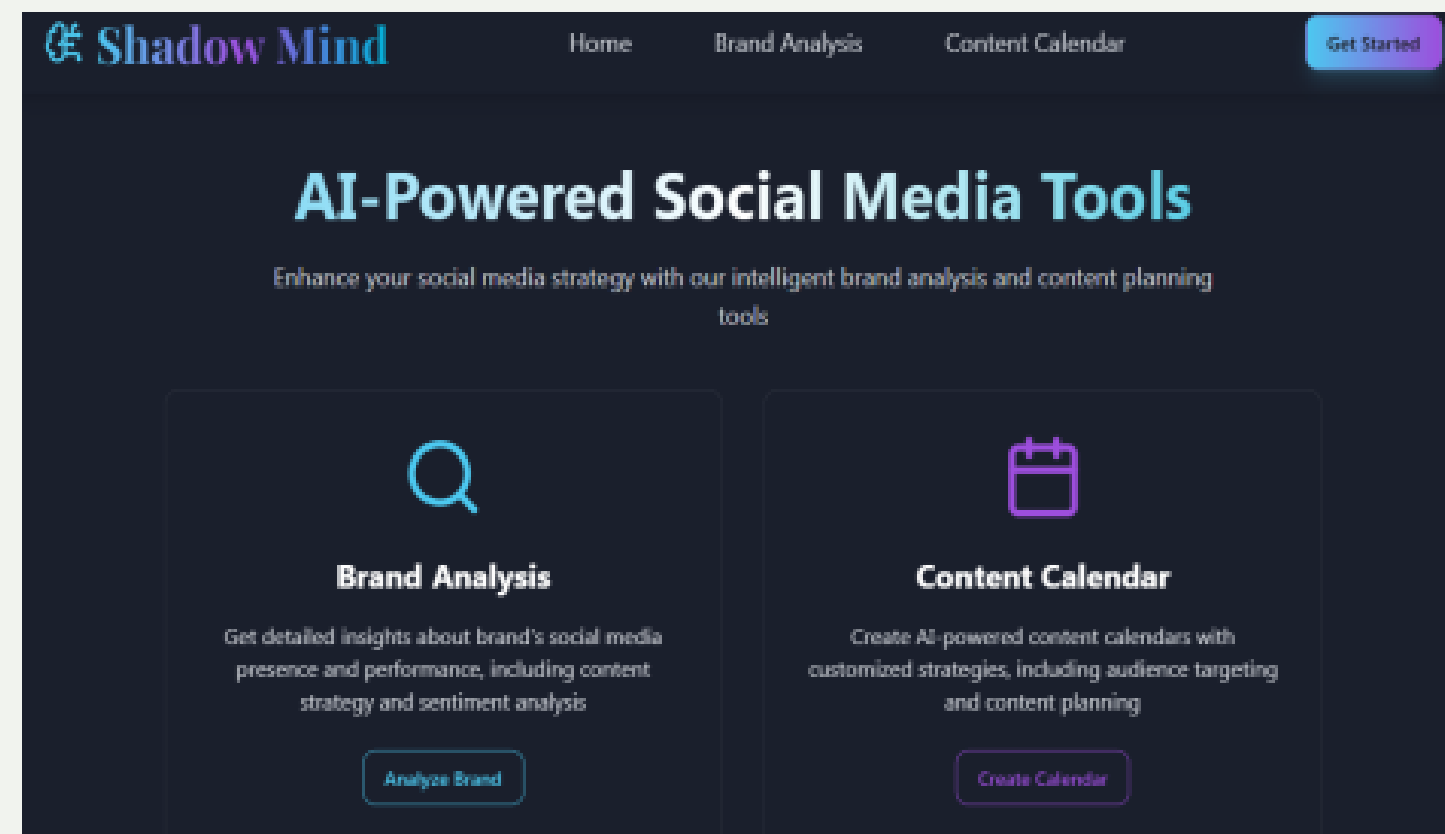 Shadow Mind
Home
Brand Analysis
Content Calendar
Get Started
AI-Powered Social Media Tools
Enhance your social media strategy with our intelligent brand analysis and content planning
tools
Brand Analysis
Get detailed insights about brand's social media
presence and performance, including content
strategy and sentiment analysis
Analyze Brand
Content Calendar
Create AI-powered content calendars with
customized strategies, including audience targeting
and content planning
Create Calendar